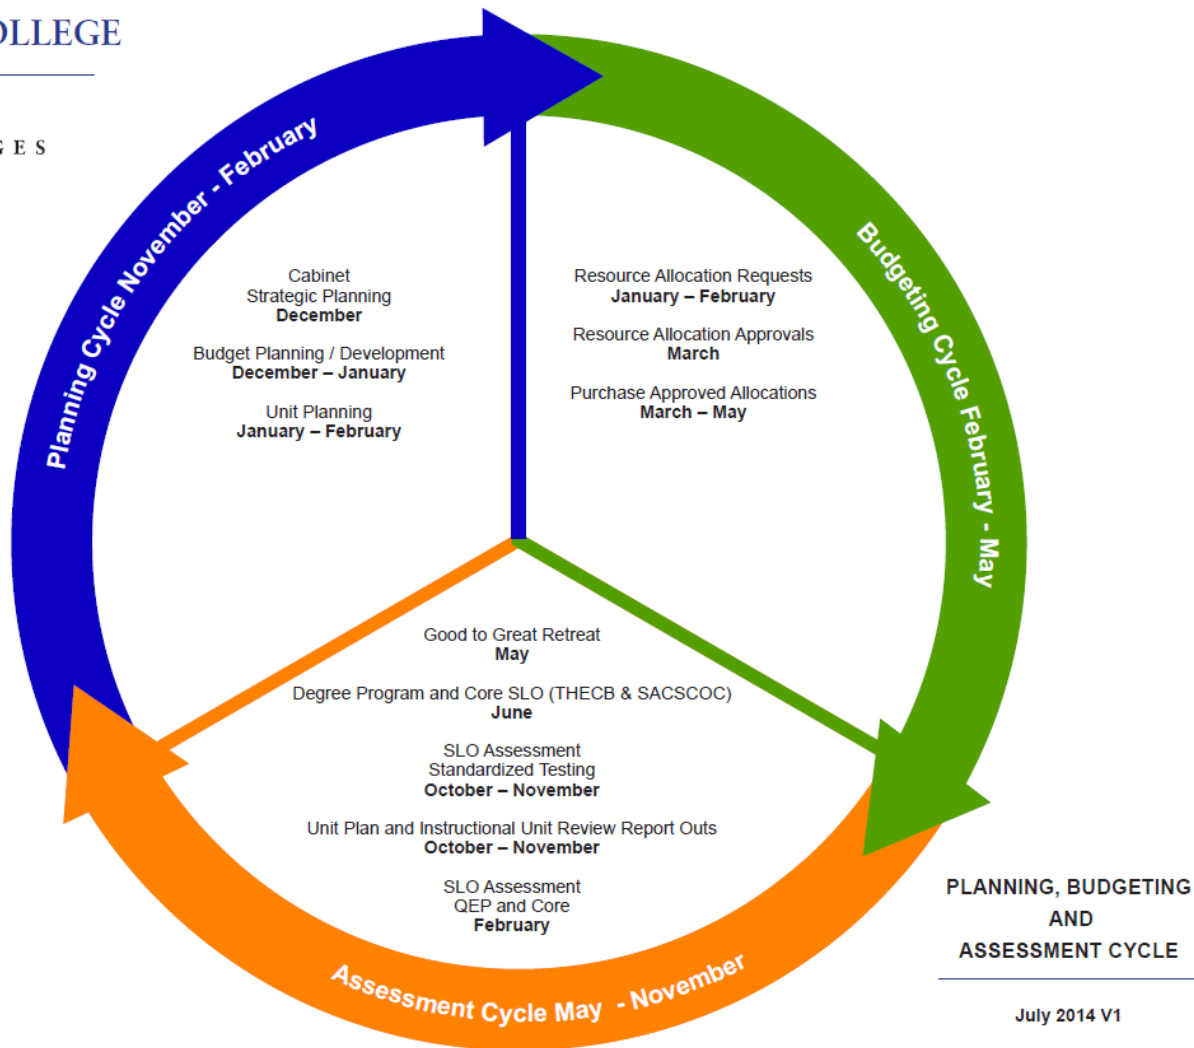 Planning Cycle November - February
Cabinet
Strategic Planning
December
Budget Planning / Development
December – January
Unit Planning
January – February
Budgeting Cycle February - May
Resource Allocation Requests
January – February
Resource Allocation Approvals
March
Purchase Approved Allocations
March – May
Good to Great Retreat
May
Degree Program and Core SLO (THECB & SACSCOC)
June
SLO Assessment
Standardized Testing
October – November
Unit Plan and Instructional Unit Review Report Outs
October – November
SLO Assessment
QEP and Core
February
Assessment Cycle May - November
PLANNING, BUDGETING
AND
ASSESSMENT CYCLE
July 2014 V1